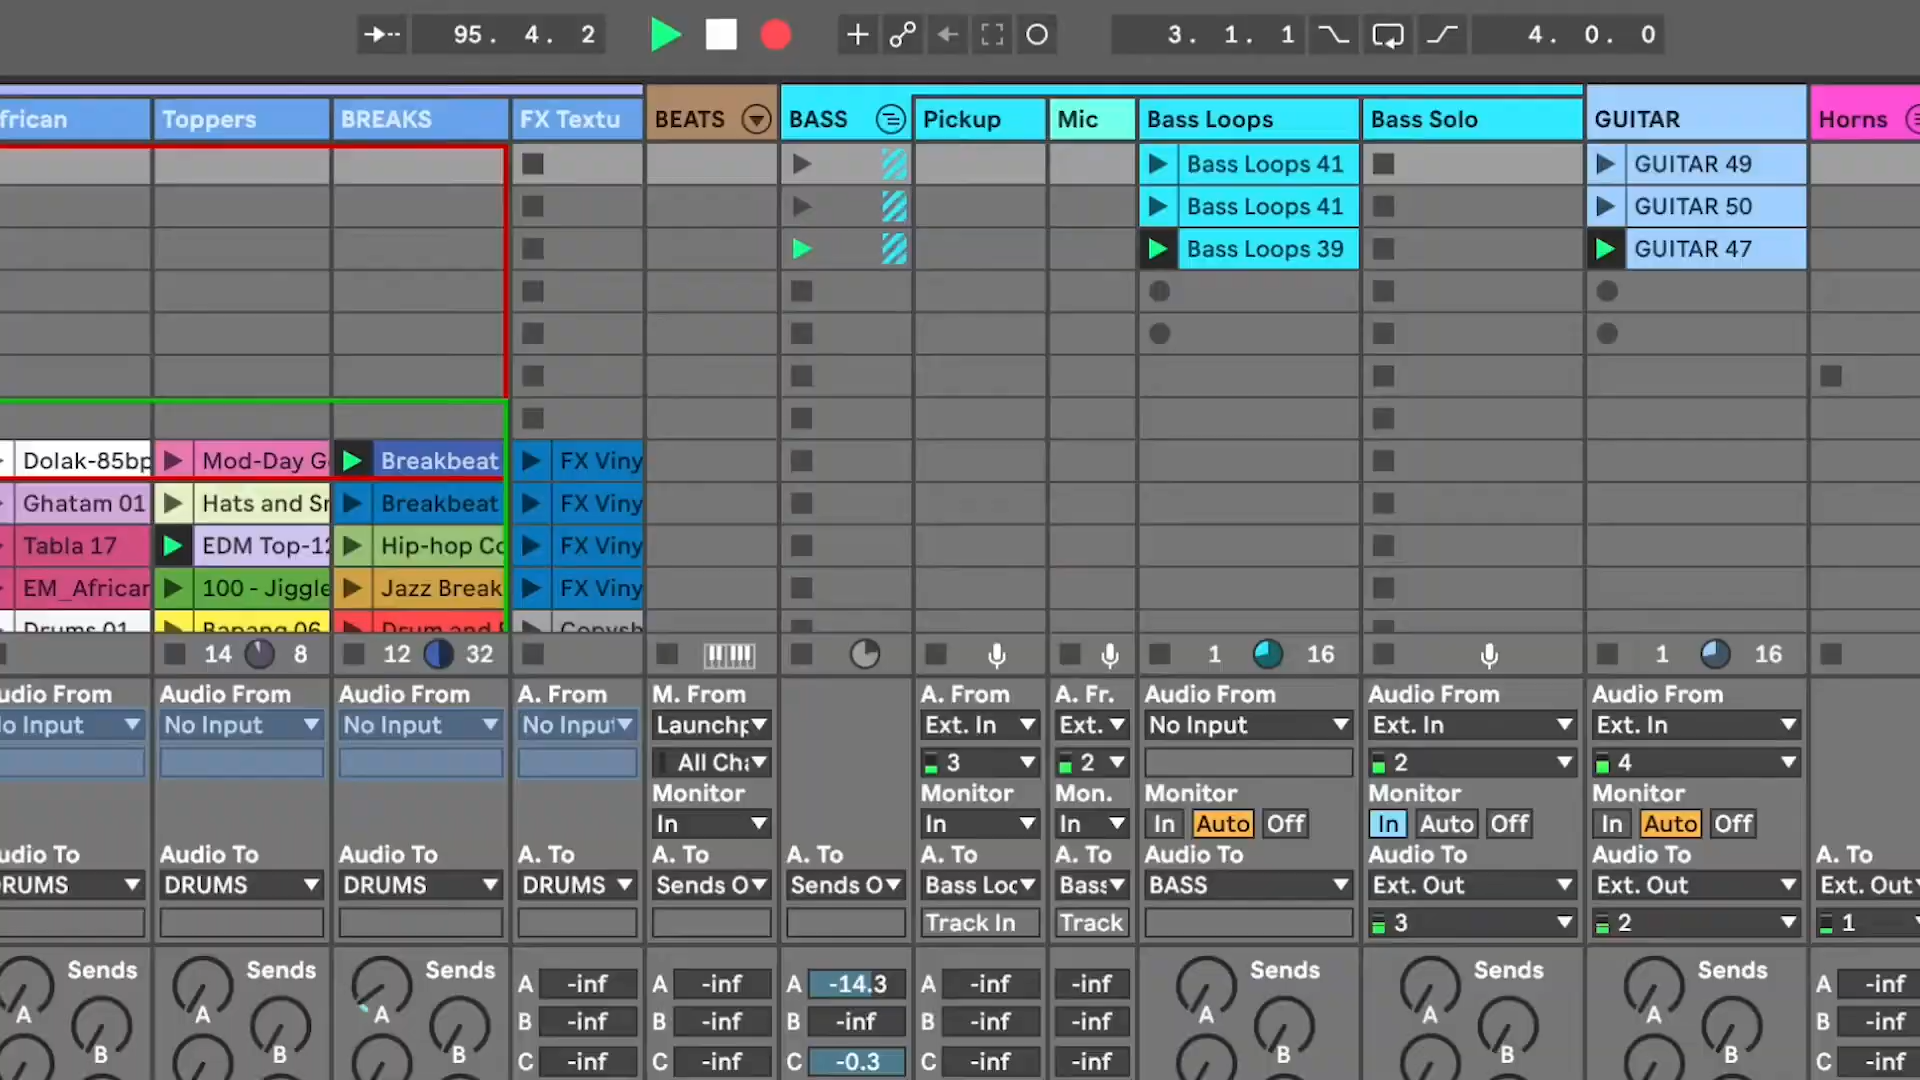 95. 4. 2 3. 1. 1 4. 0. 0
frican Toppers BREAKS FX Textu BEATS BASS Pickup Mic Bass Loops Bass Solo GUITAR Horns
Bass Loops 41 GUITAR 49
Bass Loops 41 GUITAR 50
Bass Loops 39 GUITAR 47
Dolak-85bp Mod-Day G Breakbeat FX Viny
Ghatam 01 Hats and Sn Breakbeat FX Viny
Tabla 17 EDM Top-12 Hip-hop Co FX Viny
EM_African 100 - Jiggle Jazz Break FX Viny
Drums 01 Bapang 06 Drum and Copysh
14 8 12 32 1 16 1 16
udio From Audio From Audio From A. From M. From A. From A. Fr. Audio From Audio From Audio From
o Input No Input No Input No Input Launchp Ext. In Ext. No Input Ext. In Ext. In
All Cha 3 2 2 4
Monitor Monitor Mon. Monitor Monitor Monitor
In In In In Auto Off In Auto Off In Auto Off
udio To Audio To Audio To A. To A. To A. To A. To A. To Audio To Audio To Audio To A. To
RUMS DRUMS DRUMS DRUMS Sends O Sends O Bass Loc Bass BASS Ext. Out Ext. Out Ext. Out
Track In Track 3 2 1
Sends Sends Sends A -inf A -inf A -14.3 A -inf -inf Sends Sends Sends A -inf
A A A A A A
B B B B -inf B -inf B -inf B -inf -inf B B B B -inf
C -inf C -inf C -0.3 C -inf -inf C -inf